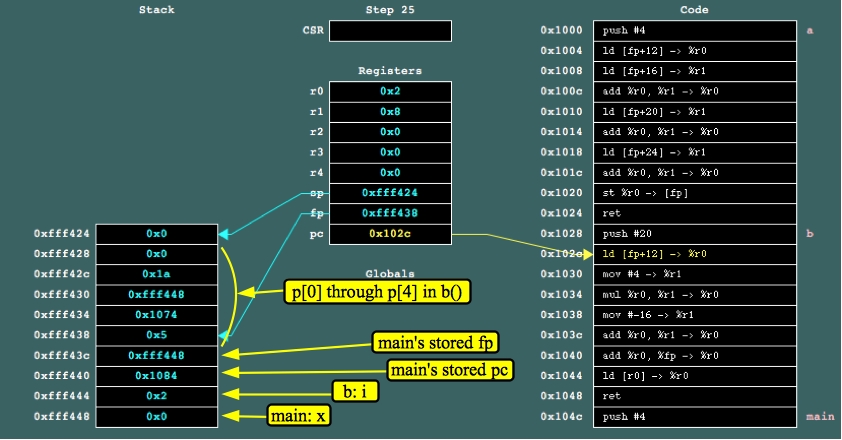 Stack
Step 25
Code
CSR
Registers
r0 0x2
r1 0x8
r2 0x0
r3 0x0
r4 0x0
sp 0xfff424
fp 0xfff438
pc 0x102c
Globals
0xfff424 0x0
0xfff428 0x0
0xfff42c 0x1a
0xfff430 0xfff448
0xfff434 0x1074
0xfff438 0x5
0xfff43c 0xfff448
0xfff440 0x1084
0xfff444 0x2
0xfff448 0x0
p[0] through p[4] in b()
main's stored fp
main's stored pc
b: i
main: x
0x1000 push #4 a
0x1004 ld [fp+12] -> %r0
0x1008 ld [fp+16] -> %r1
0x100c add %r0, %r1 -> %r0
0x1010 ld [fp+20] -> %r1
0x1014 add %r0, %r1 -> %r0
0x1018 ld [fp+24] -> %r1
0x101c add %r0, %r1 -> %r0
0x1020 st %r0 -> [fp]
0x1024 ret
0x1028 push #20 b
0x102c ld [fp+12] -> %r0
0x1030 mov #4 -> %r1
0x1034 mul %r0, %r1 -> %r0
0x1038 mov #-16 -> %r1
0x103c add %r0, %r1 -> %r0
0x1040 add %r0, %fp -> %r0
0x1044 ld [r0] -> %r0
0x1048 ret
0x104c push #4 main